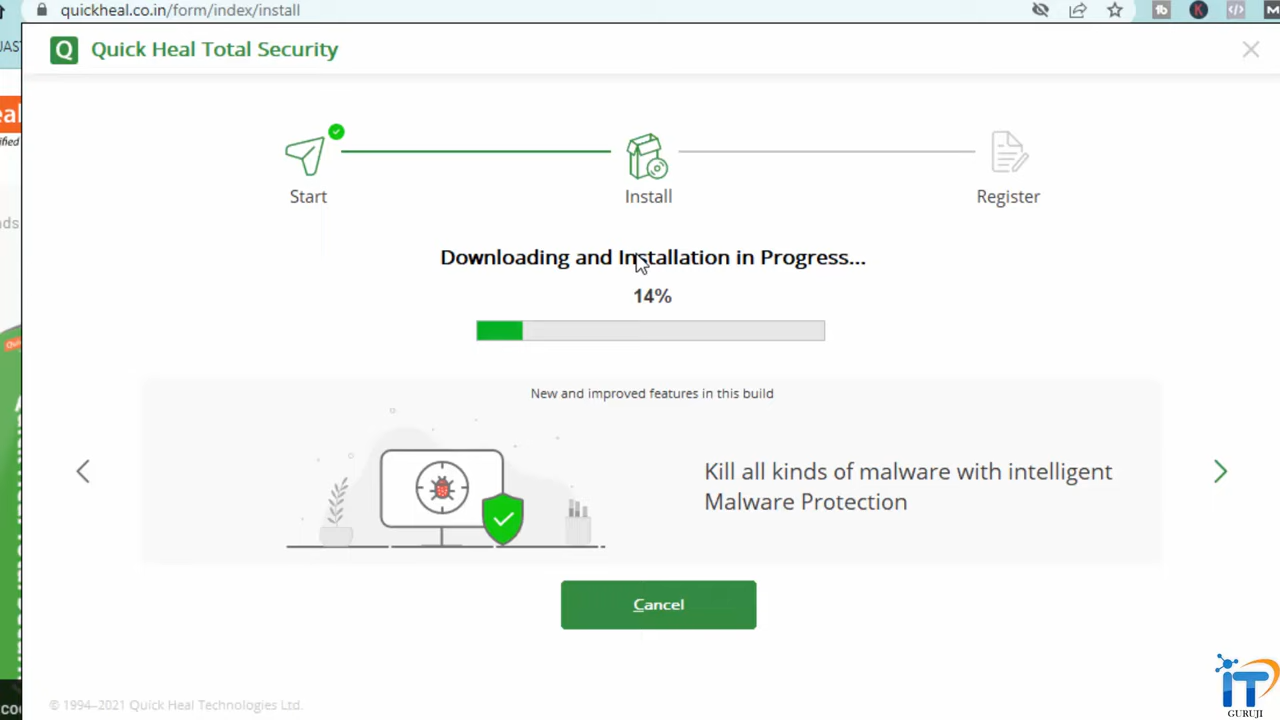 quickheal.co.in/form/index/install
Q Quick Heal Total Security
Start
Install
Register
Downloading and Installation in Progress...
14%
New and improved features in this build
Kill all kinds of malware with intelligent
Malware Protection
Cancel
© 1994–2021 Quick Heal Technologies Ltd.
iT
GURUJI